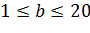 1 ≤ b ≤ 20